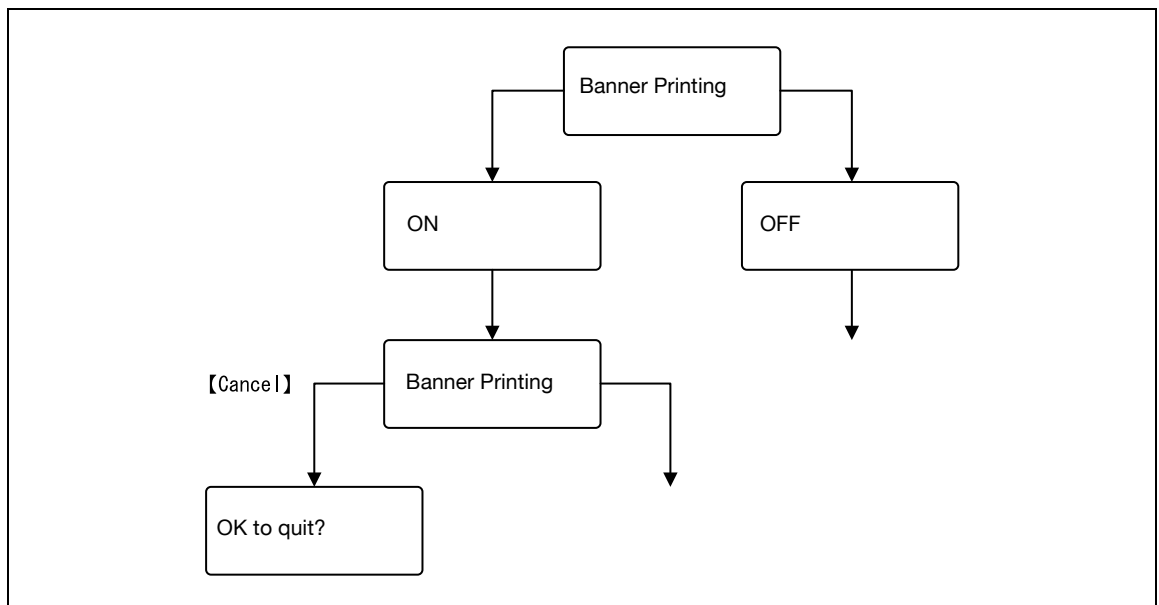 Banner Printing
ON
OFF
【Cancel】
Banner Printing
OK to quit?